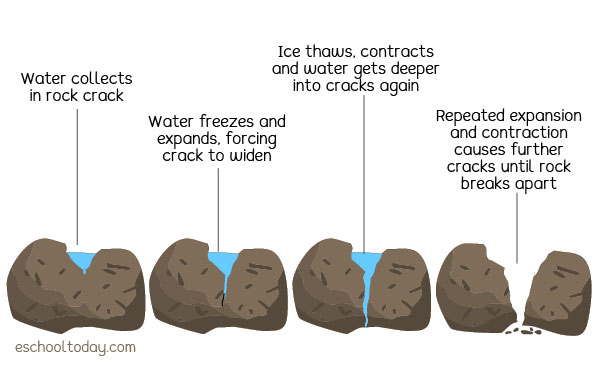 Water collects
in rock crack
Water freezes and
expands, forcing
crack to widen
Ice thaws, contracts
and water gets deeper
into cracks again
Repeated expansion
and contraction
causes further
cracks until rock
breaks apart
eschooltoday.com